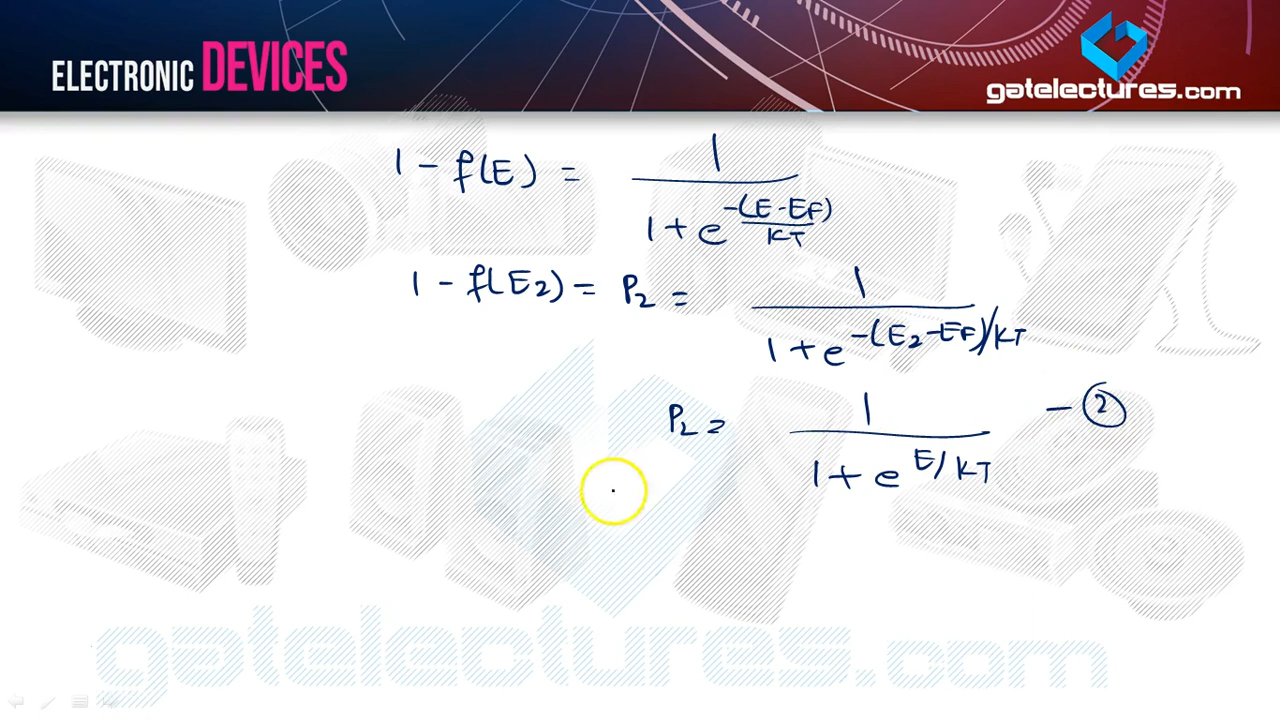 ELECTRONIC DEVICES
gatelectures.com
1 - f(E) = 1 / (1 + e^(-(E - EF)/KT))
1 - f(E2) = P2 = 1 / (1 + e^(-(E2 - EF)/KT))
P2 = 1 / (1 + e^(E/KT)) - ②
gatelectures.com